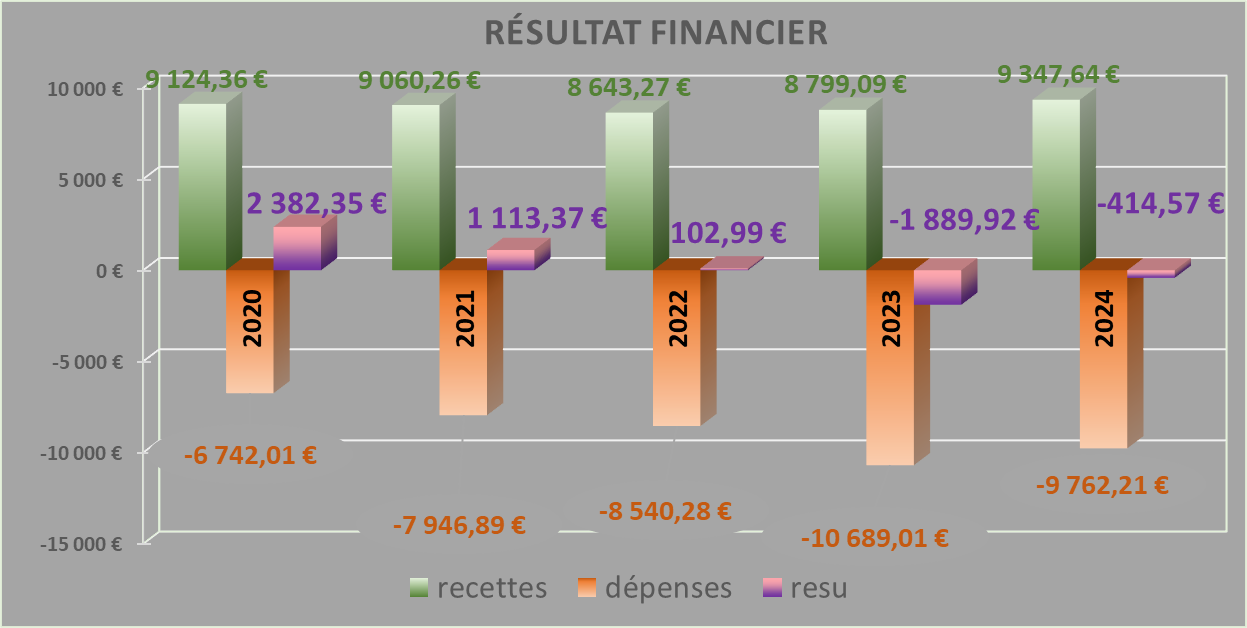 RÉSULTAT FINANCIER
9 124,36 €
9 060,26 €
8 643,27 €
8 799,09 €
9 347,64 €
10 000 €
5 000 €
0 €
-5 000 €
-10 000 €
-15 000 €
2 382,35 €
1 113,37 €
102,99 €
-1 889,92 €
-414,57 €
2020
2021
2022
2023
2024
-6 742,01 €
-7 946,89 €
-8 540,28 €
-10 689,01 €
-9 762,21 €
recettes
dépenses
resu